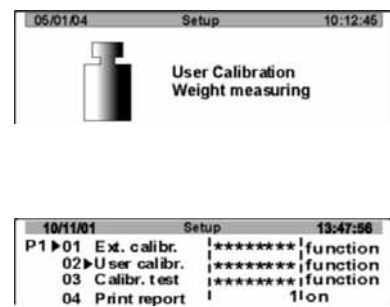 05/01/04 Setup 10:12:45
User Calibration
Weight measuring
10/11/01 Setup 13:47:56
P1▶01 Ext. calibr. ¦********¦function
02▶User calibr. ¦********¦function
03 Calibr. test ¦********¦function
04 Print report ¦ 1¦on